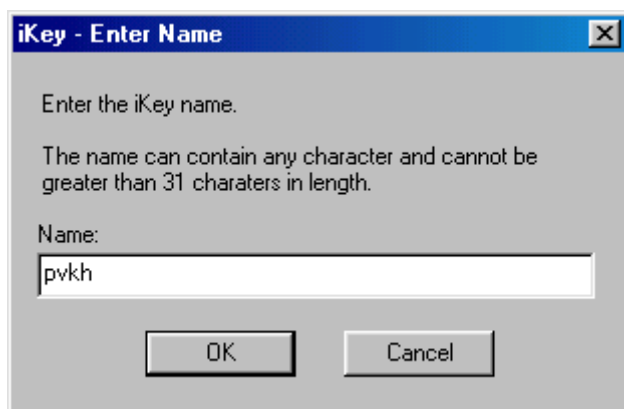 iKey - Enter Name
Enter the iKey name.
The name can contain any character and cannot be
greater than 31 charaters in length.
Name:
pvkh
OK
Cancel